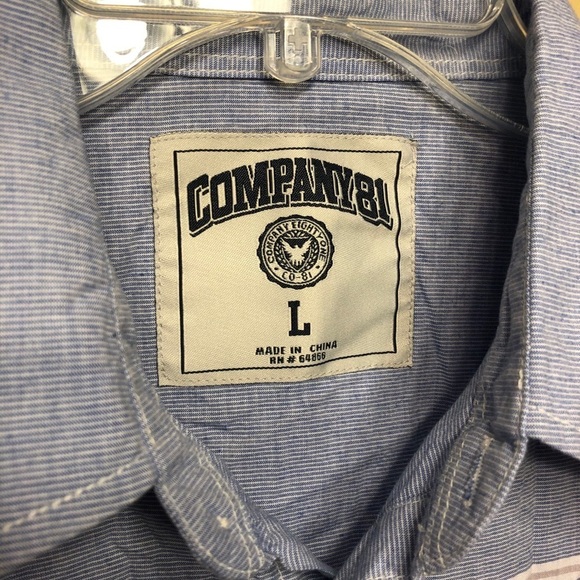 COMPANY81
COMPANY EIGHTY ONE
CO-81
L
MADE IN CHINA
RN # 64866